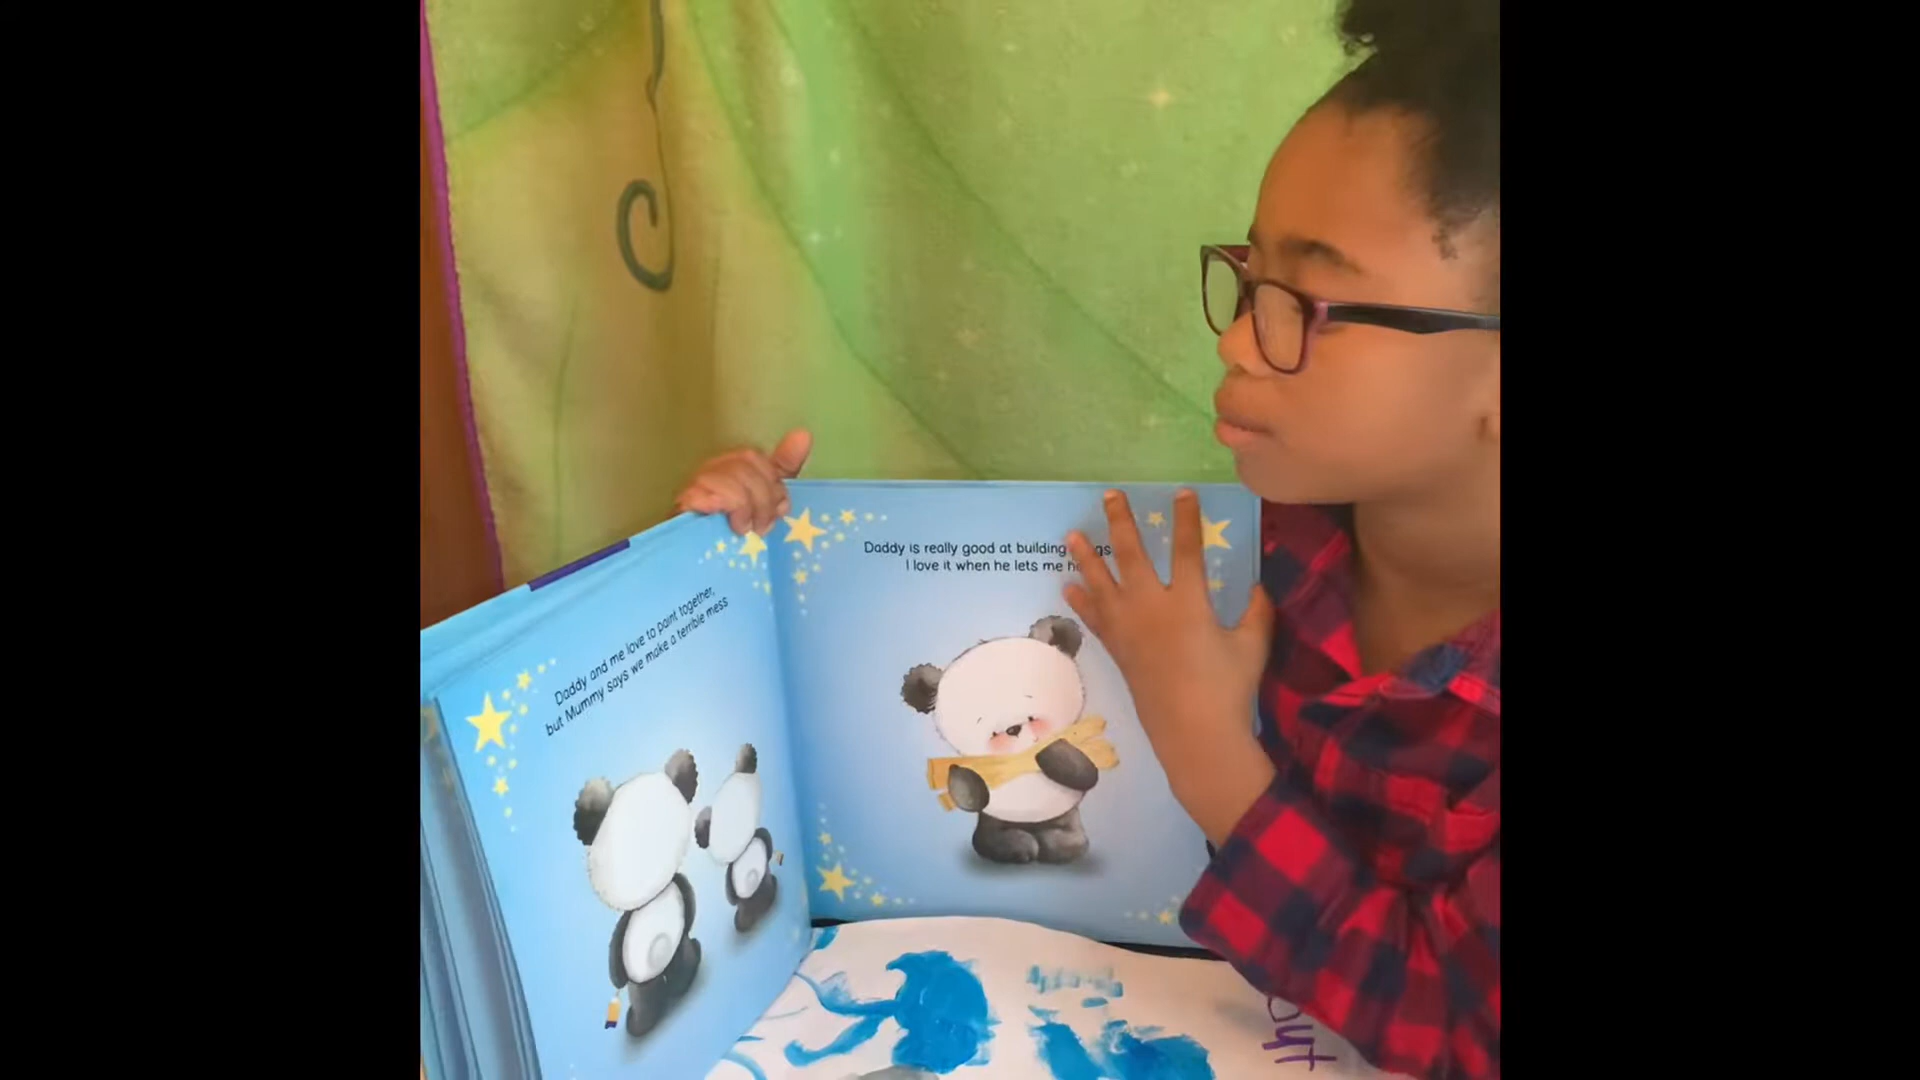 Daddy and me love to paint together,
but Mummy says we make a terrible mess
Daddy is really good at building
I love it when he lets me